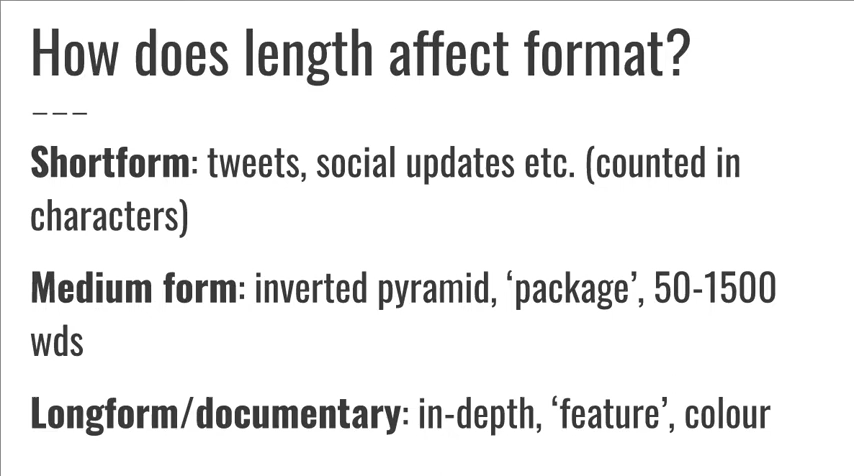 How does length affect format?
Shortform: tweets, social updates etc. (counted in
characters)
Medium form: inverted pyramid, ‘package’, 50-1500
wds
Longform/documentary: in-depth, ‘feature’, colour